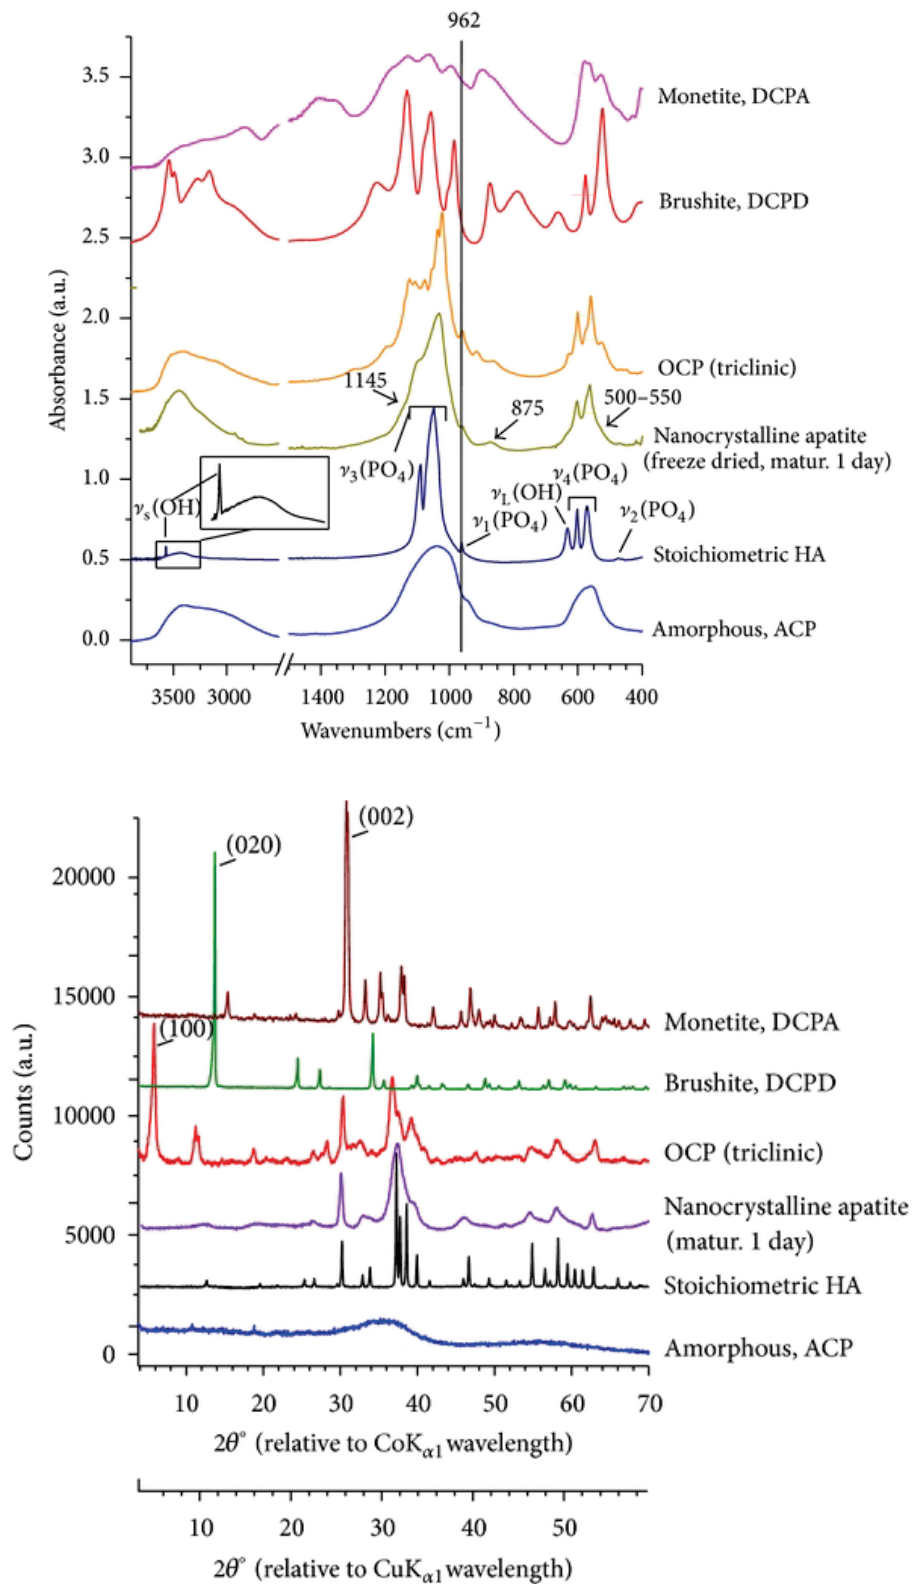 962
3.5
Monetite, DCPA
3.0
Brushite, DCPD
2.5
Absorbance (a.u.)
2.0
OCP (triclinic)
1145
500–550
1.5
875
Nanocrystalline apatite
(freeze dried, matur. 1 day)
ν3(PO4)
ν4(PO4)
1.0
νL(OH)
νs(OH)
ν2(PO4)
ν1(PO4)
0.5
Stoichiometric HA
0.0
Amorphous, ACP
3500 3000 1400 1200 1000 800 600 400
Wavenumbers (cm−1)
(002)
(020)
20000
15000
Monetite, DCPA
(100)
Brushite, DCPD
Counts (a.u.)
10000
OCP (triclinic)
Nanocrystalline apatite
(matur. 1 day)
5000
Stoichiometric HA
Amorphous, ACP
0
10 20 30 40 50 60 70
2θ° (relative to CoKα1 wavelength)
10 20 30 40 50
2θ° (relative to CuKα1 wavelength)